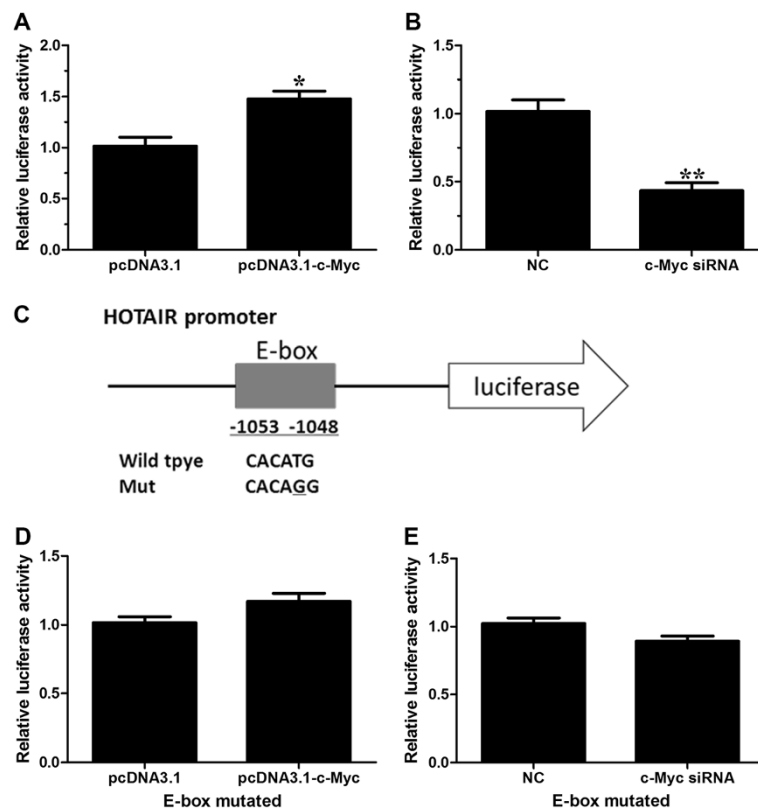 A
Relative luciferase activity
2.0
1.5
1.0
0.5
0.0
*
pcDNA3.1 pcDNA3.1-c-Myc
B
Relative luciferase activity
1.5
1.0
0.5
0.0
**
NC c-Myc siRNA
C
HOTAIR promoter
E-box
luciferase
-1053 -1048
Wild tpye CACATG
Mut CACAGG
D
Relative luciferase activity
1.5
1.0
0.5
0.0
pcDNA3.1 pcDNA3.1-c-Myc
E-box mutated
E
Relative luciferase activity
1.5
1.0
0.5
0.0
NC c-Myc siRNA
E-box mutated